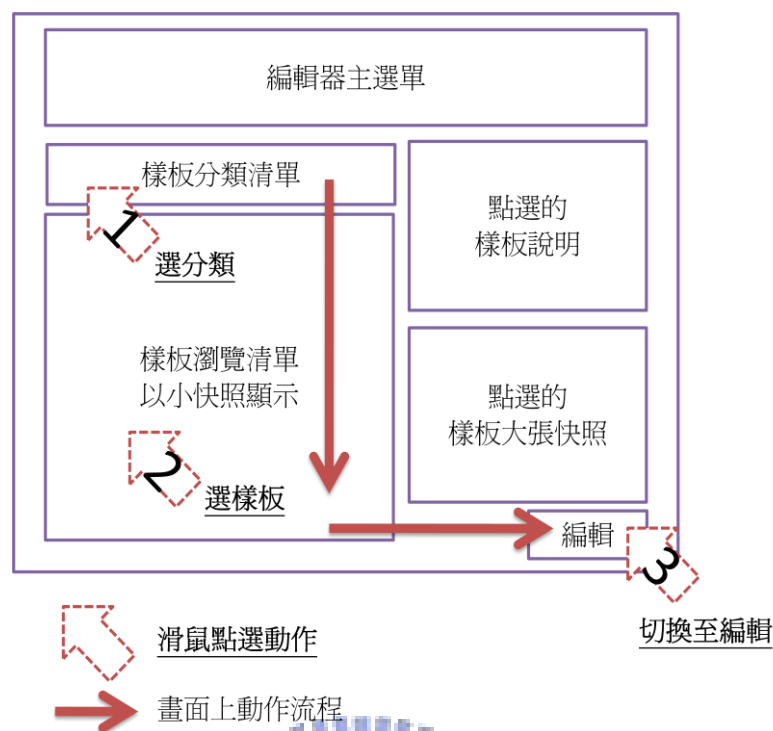 編輯器主選單
樣板分類清單
點選的
樣板說明
1
選分類
樣板瀏覽清單
以小快照顯示
點選的
樣板大張快照
2
選樣板
編輯
3
切換至編輯
滑鼠點選動作
畫面上動作流程